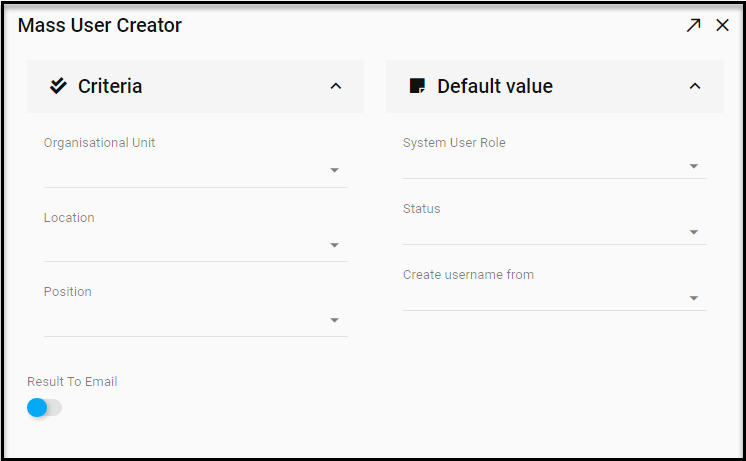 Mass User Creator
Criteria
Organisational Unit
Location
Position
Default value
System User Role
Status
Create username from
Result To Email